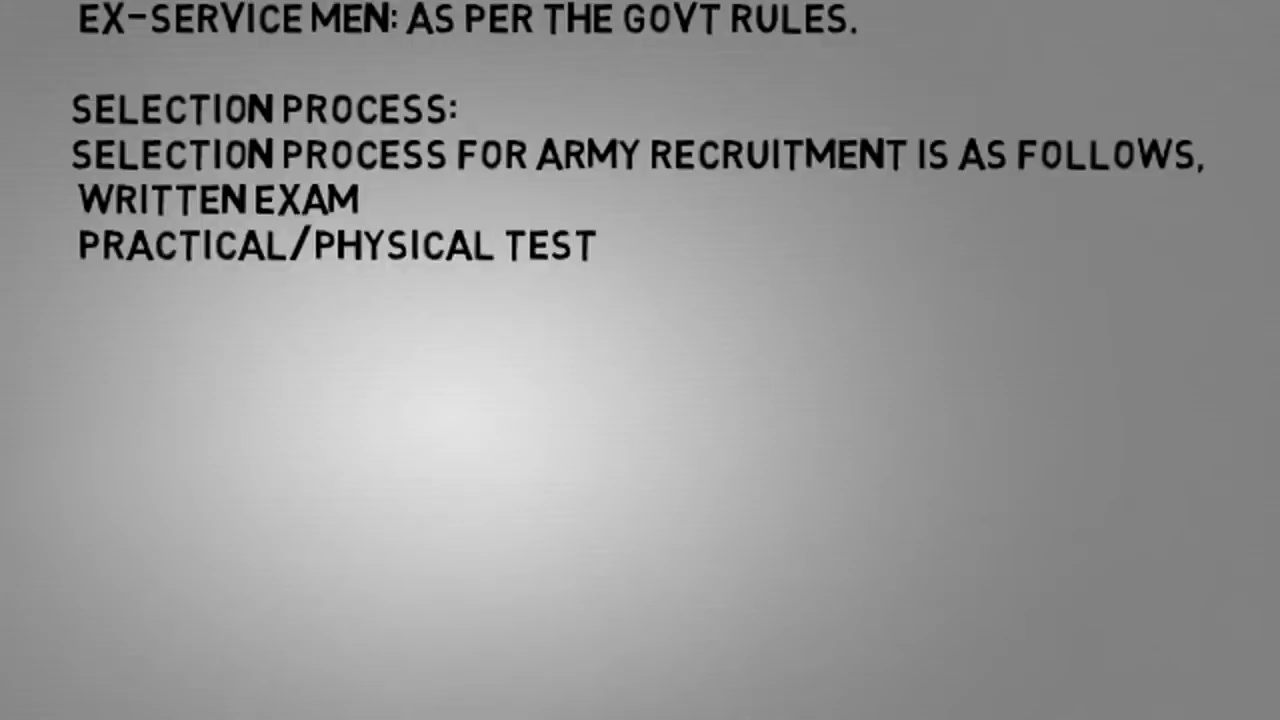 EX-SERVICE MEN: AS PER THE GOVT RULES.
SELECTION PROCESS:
SELECTION PROCESS FOR ARMY RECRUITMENT IS AS FOLLOWS,
WRITTEN EXAM
PRACTICAL/PHYSICAL TEST